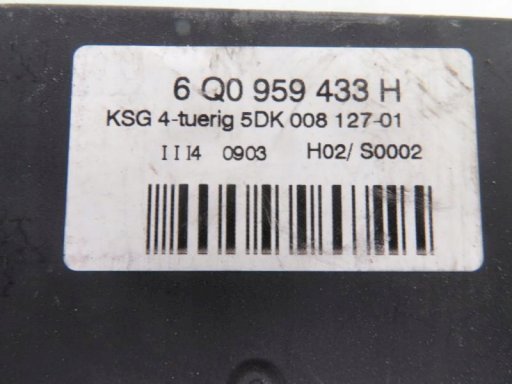 6 Q0 959 433 H
KSG 4-tuerig 5DK 008 127-01
III4 0903 H02/ S0002